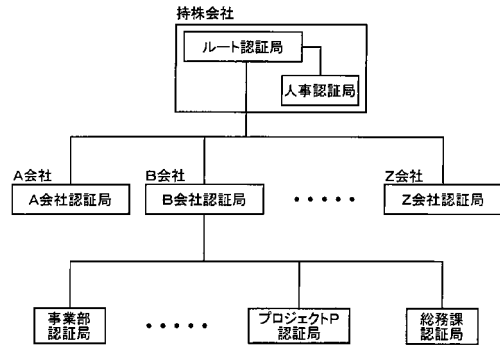 持株会社
ルート認証局
人事認証局
A会社
B会社
Z会社
A会社認証局
B会社認証局
・・・・・
Z会社認証局
事業部
認証局
・・・・・
プロジェクトP
認証局
総務課
認証局